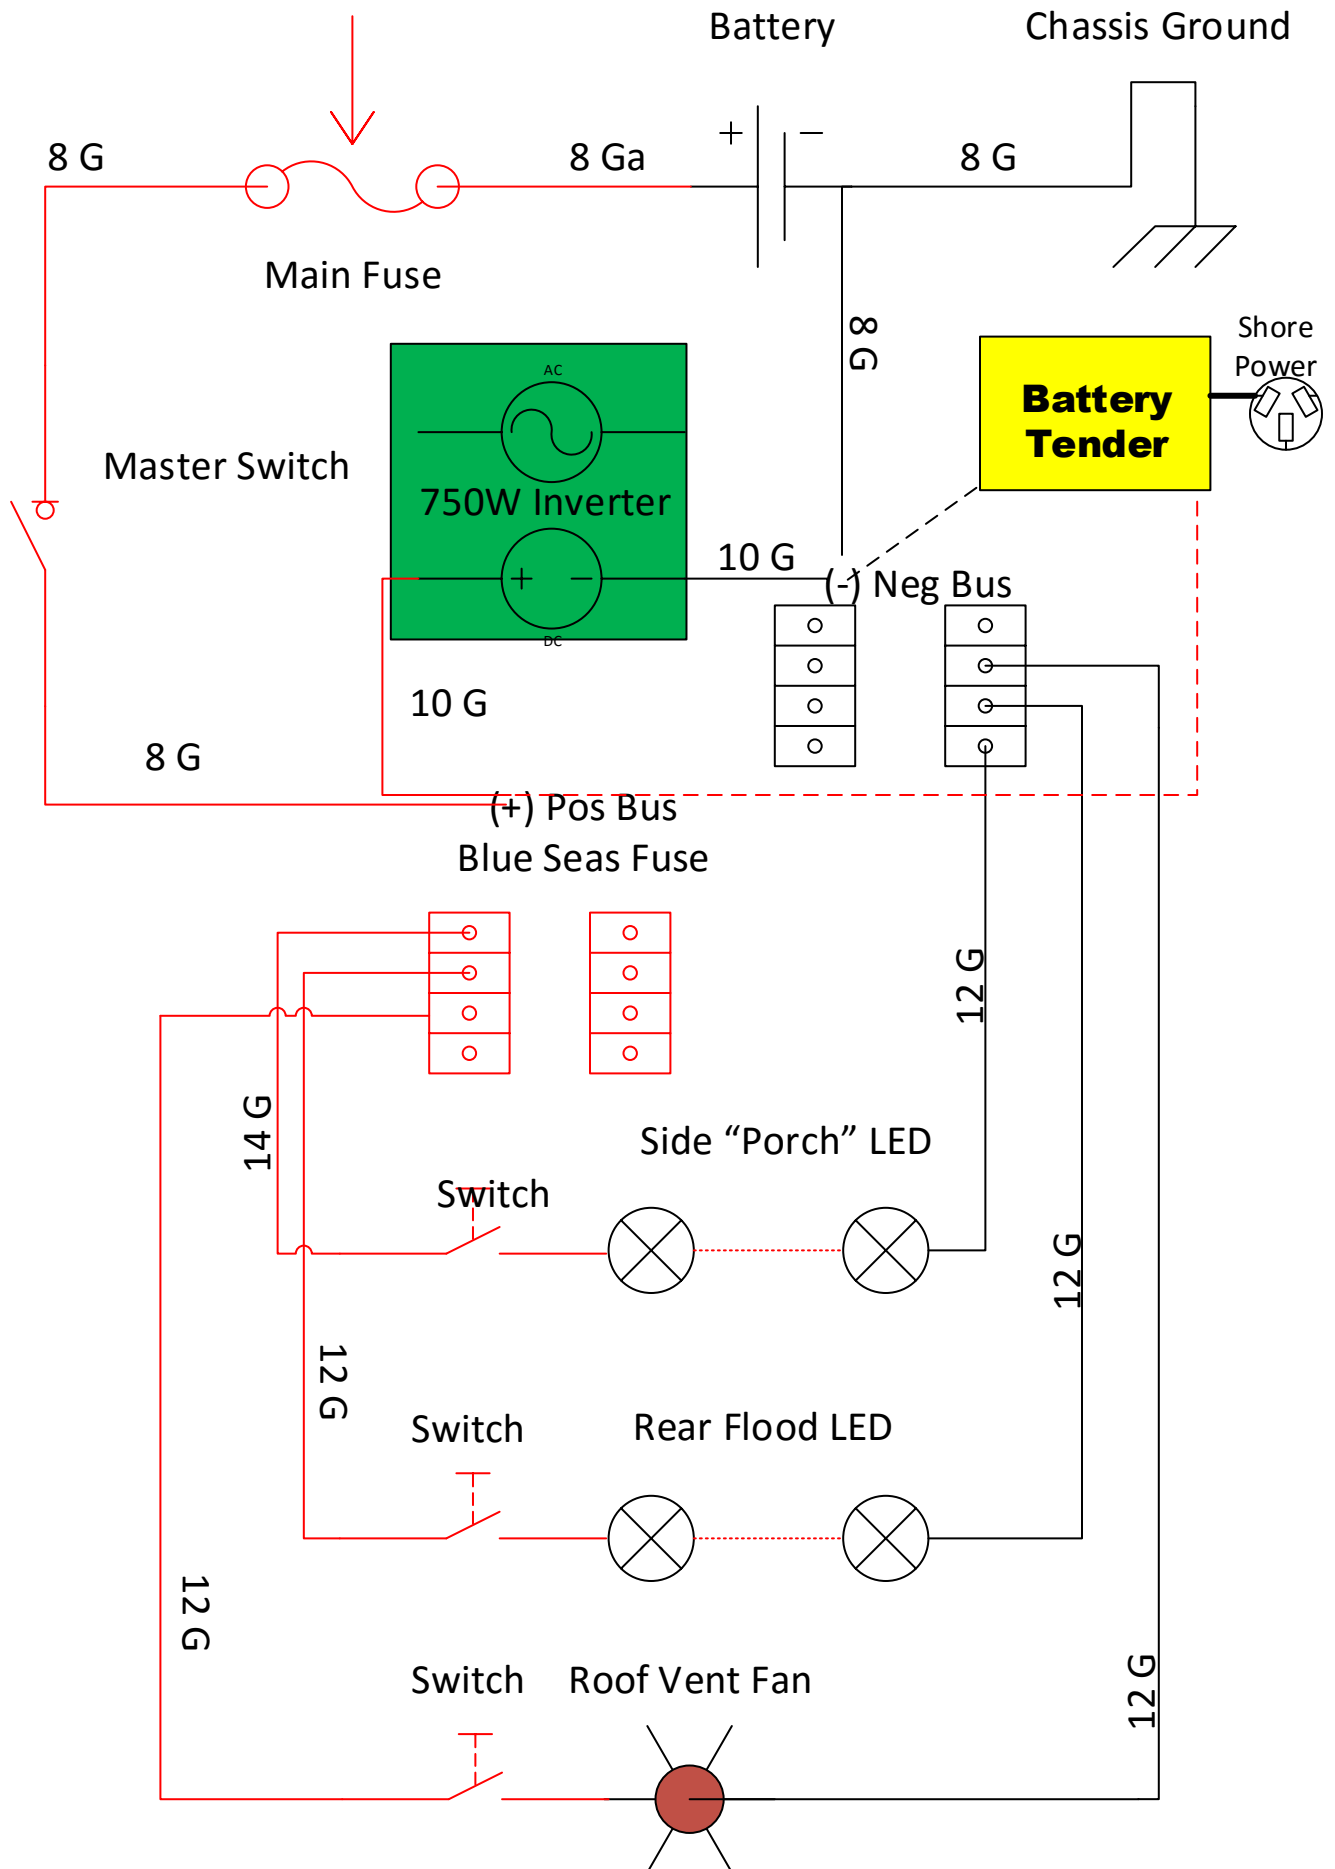 Battery
Chassis Ground
+
−
8 G
8 Ga
8 G
Main Fuse
8 G
Shore
Power
AC
Battery
Tender
Master Switch
750W Inverter
10 G
+ −
(-) Neg Bus
DC
10 G
8 G
(+) Pos Bus
Blue Seas Fuse
12 G
14 G
Side “Porch” LED
Switch
12 G
12 G
Switch
Rear Flood LED
12 G
12 G
Switch
Roof Vent Fan